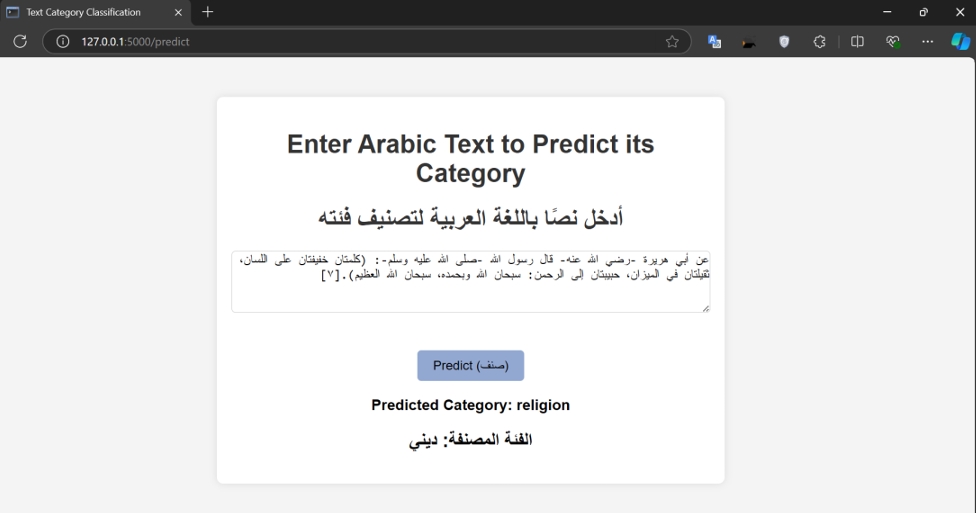 Text Category Classification
127.0.0.1:5000/predict
Enter Arabic Text to Predict its
Category
أدخل نصًا باللغة العربية لتصنيف فئته
عن أبي هريرة -رضي الله عنه- قال رسول الله -صلى الله عليه وسلم-: (كلمتان خفيفتان على اللسان،
ثقيلتان في الميزان، حبيبتان إلى الرحمن: سبحان الله وبحمده، سبحان الله العظيم).[٧]
Predict (صنف)
Predicted Category: religion
الفئة المصنفة: ديني